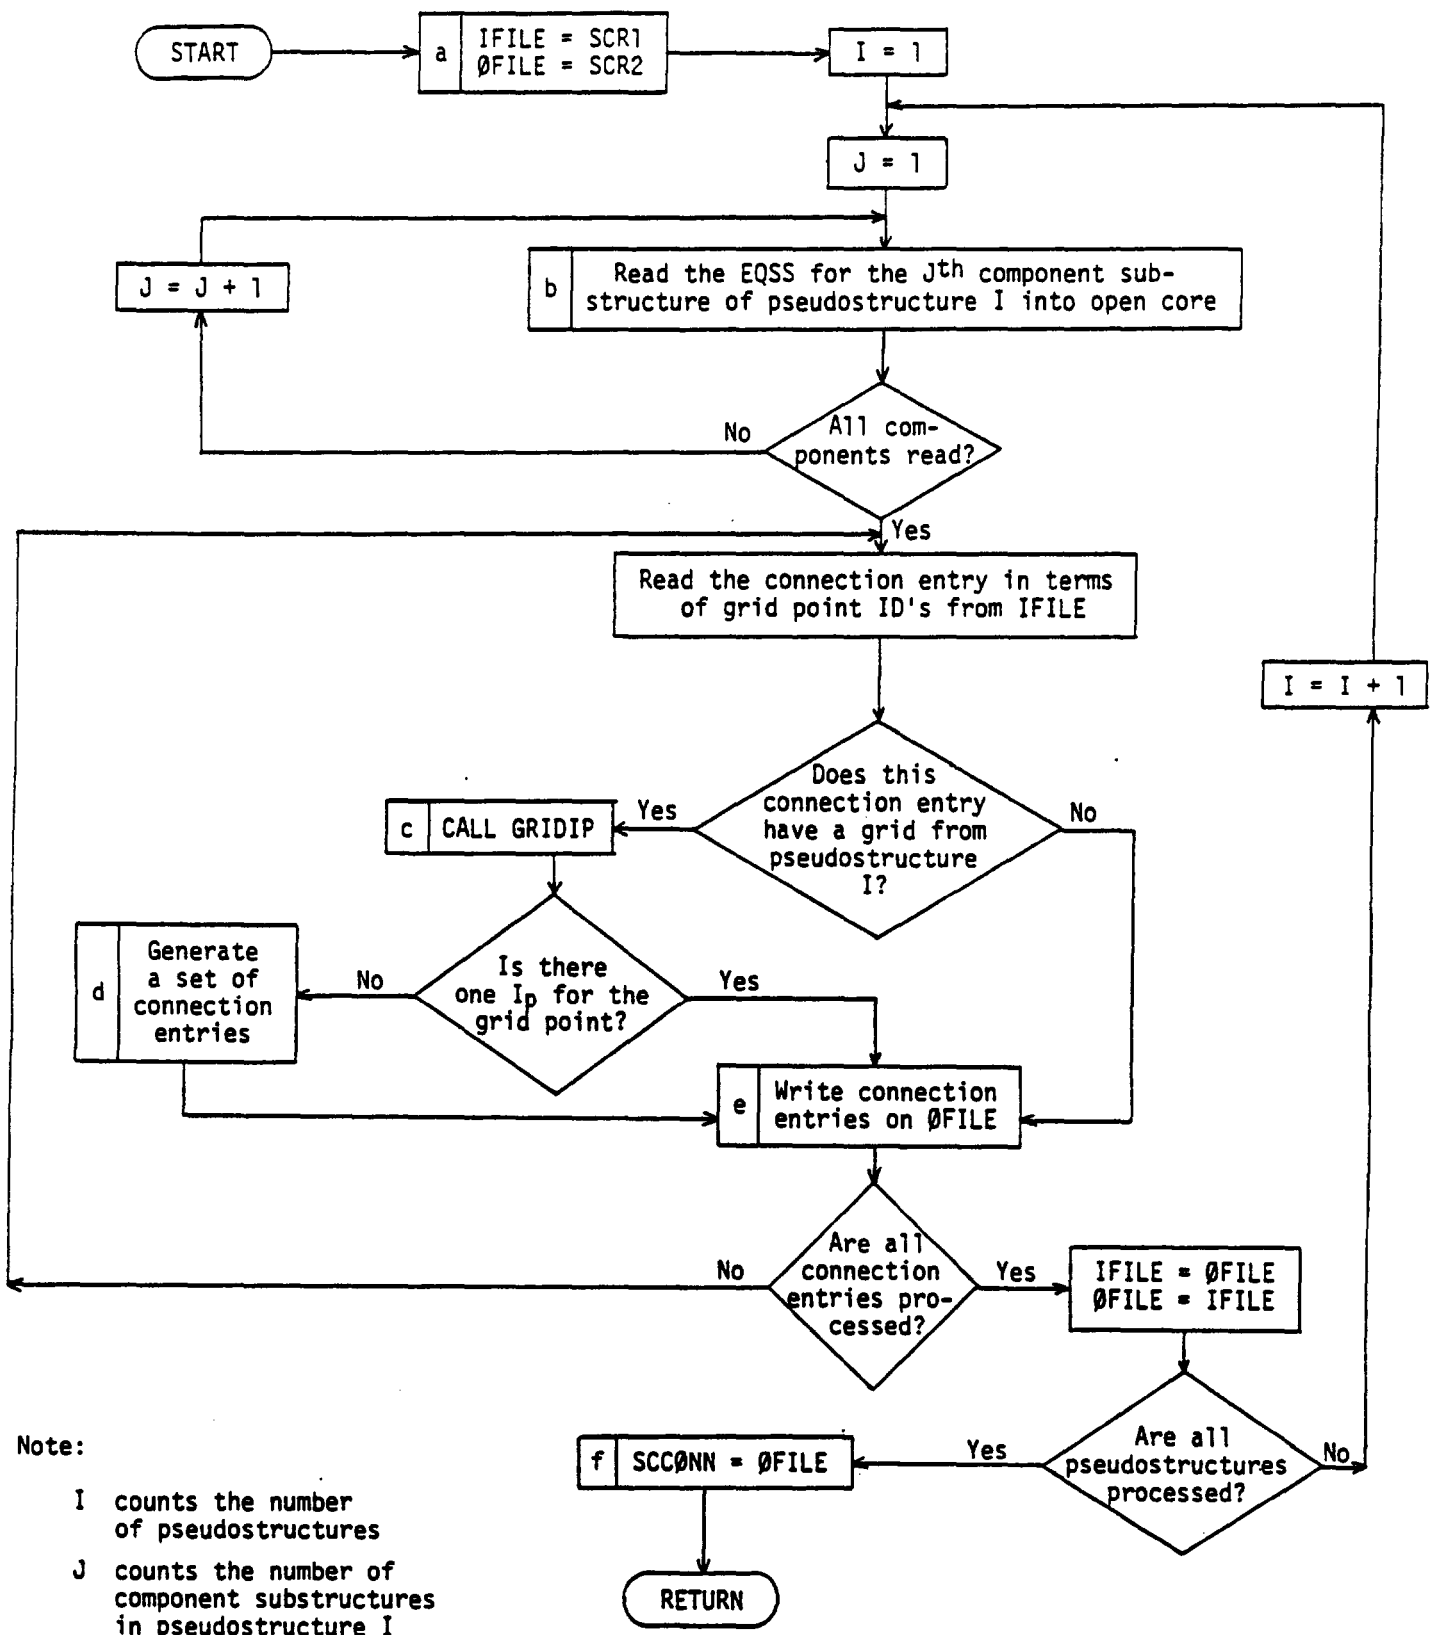 START
a
IFILE = SCR1
ØFILE = SCR2
I = 1
J = 1
J = J + 1
b
Read the EQSS for the Jth component sub-
structure of pseudostructure I into open core
No
All com-
ponents read?
Yes
Read the connection entry in terms
of grid point ID's from IFILE
I = I + 1
Does this
connection entry
have a grid from
pseudostructure
I?
Yes
No
c
CALL GRIDIP
d
Generate
a set of
connection
entries
No
Is there
one Ip for the
grid point?
Yes
e
Write connection
entries on ØFILE
No
Are all
connection
entries pro-
cessed?
Yes
IFILE = ØFILE
ØFILE = IFILE
Are all
pseudostructures
processed?
No
Yes
f
SCCØNN = ØFILE
RETURN
Note:
I counts the number
of pseudostructures
J counts the number of
component substructures
in pseudostructure I